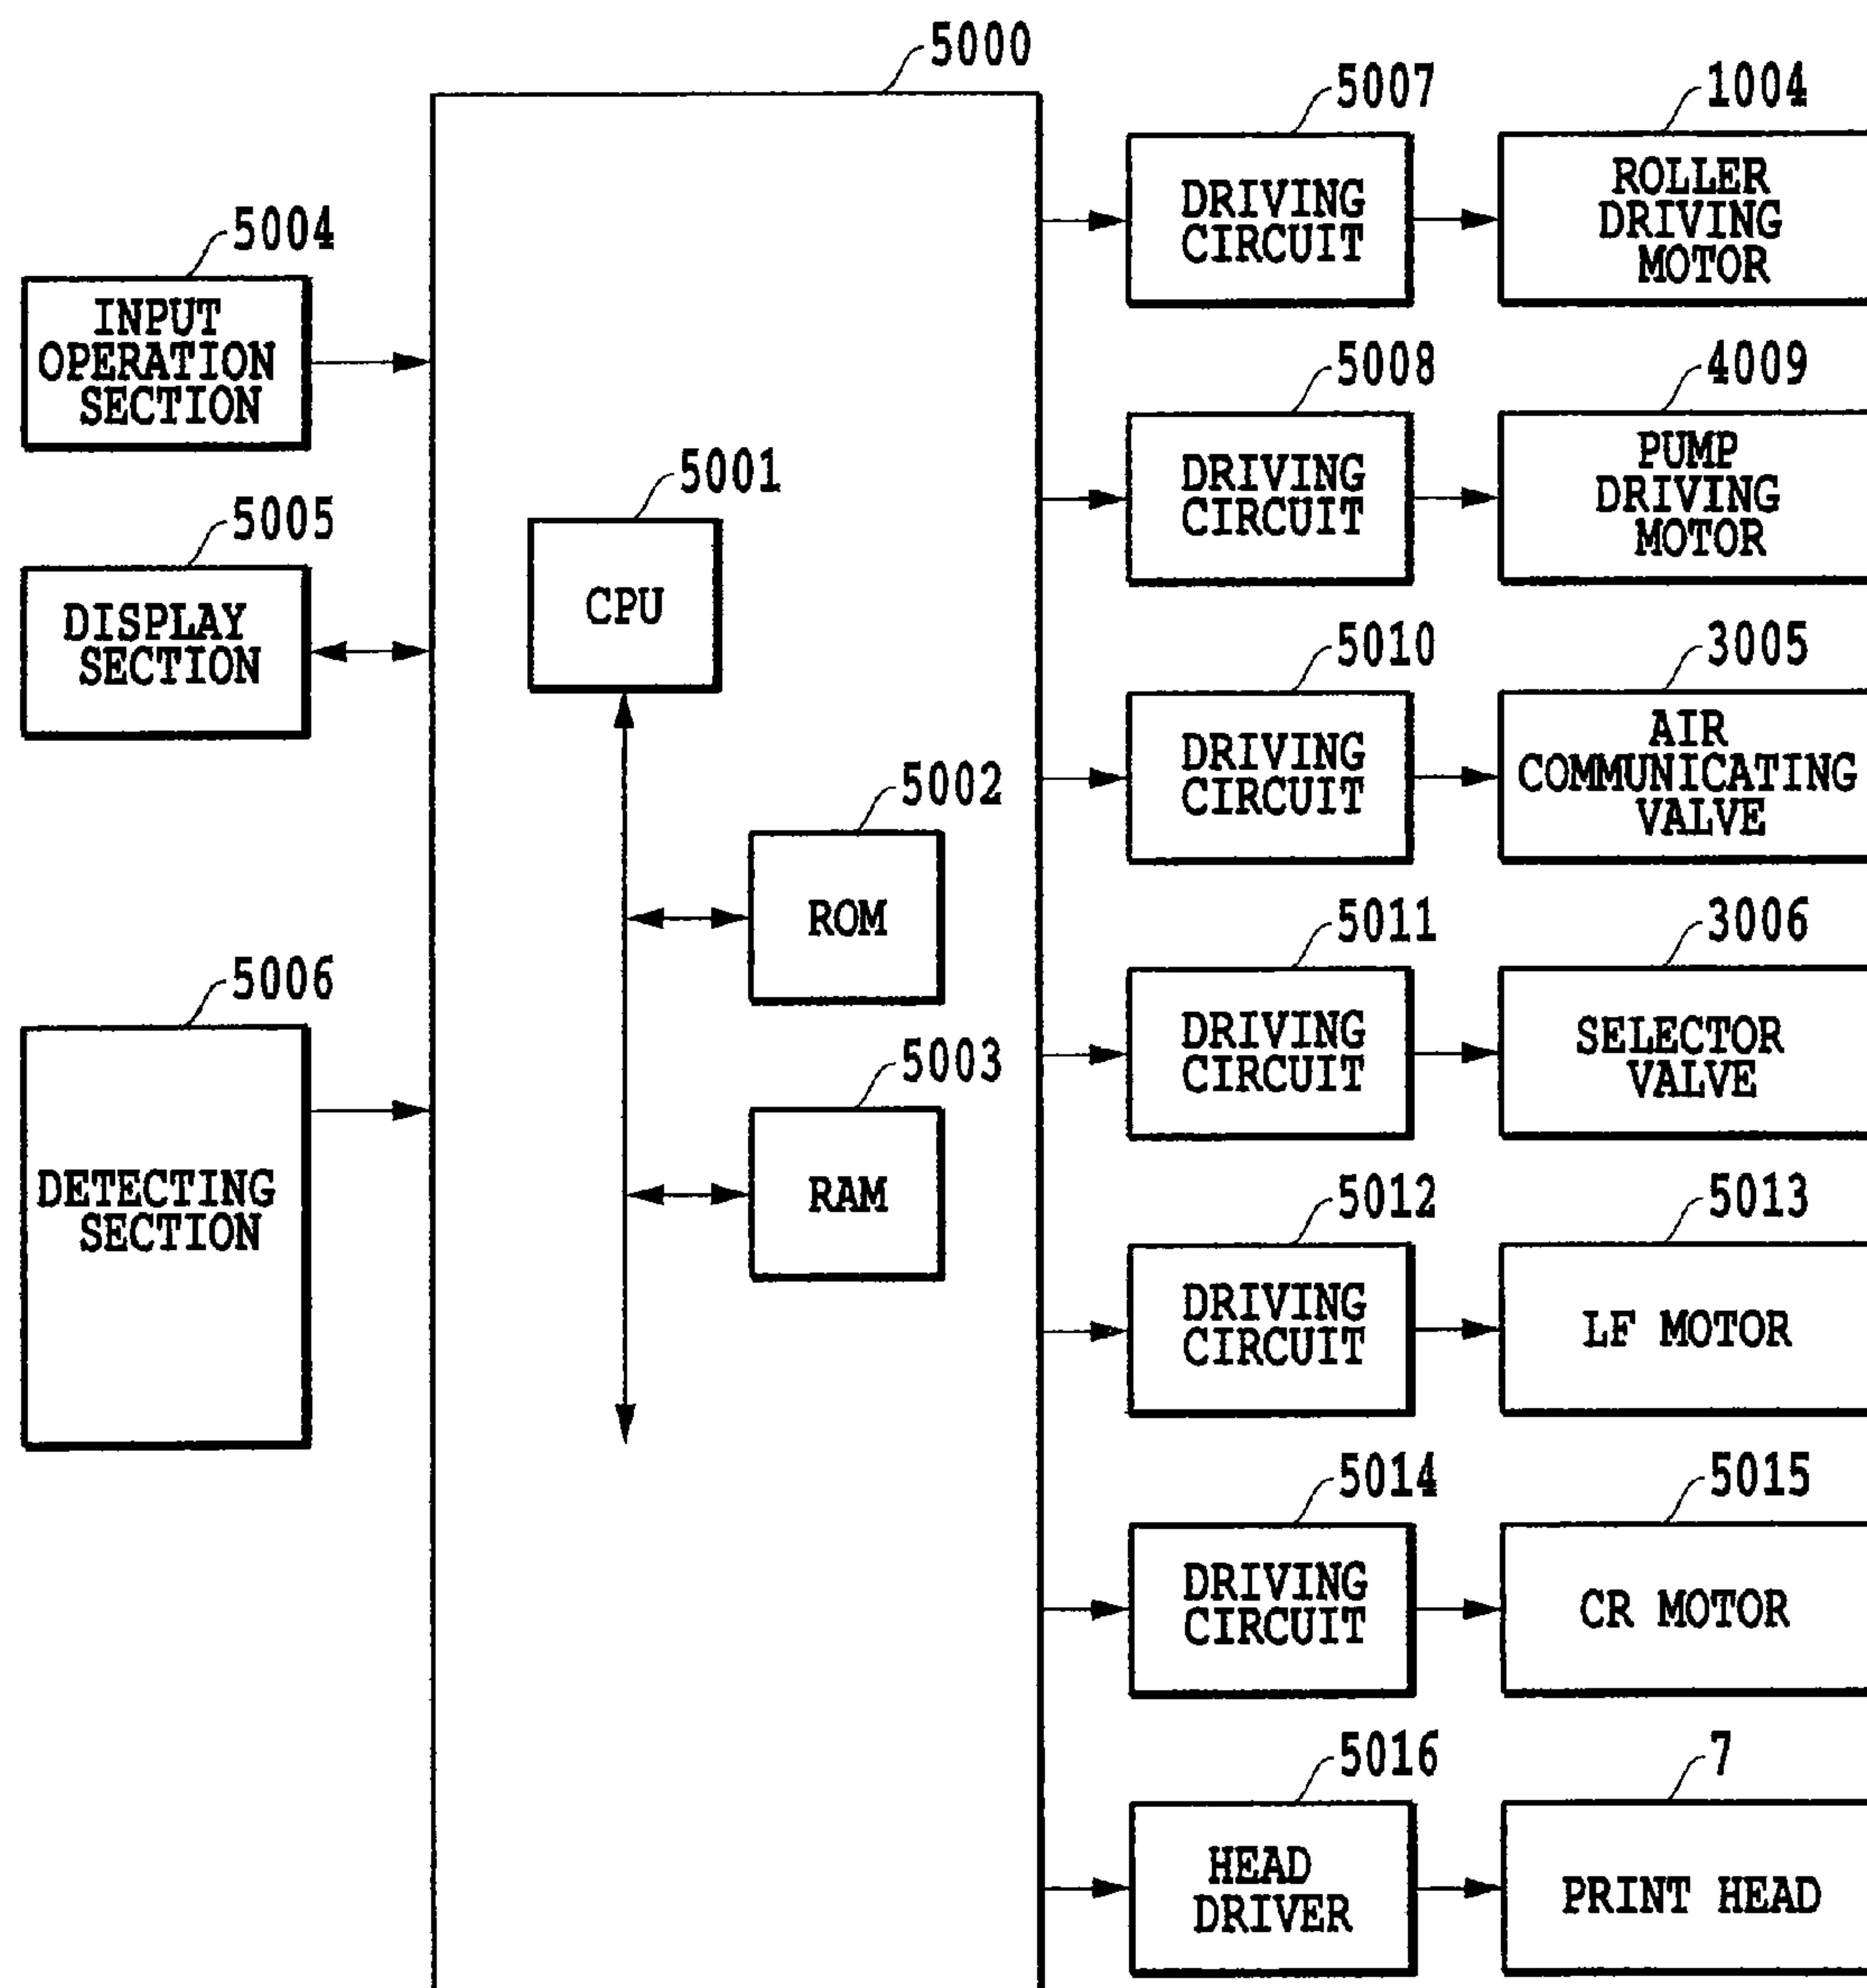 5000
5004
INPUT
OPERATION
SECTION
5005
DISPLAY
SECTION
5006
DETECTING
SECTION
5001
CPU
5002
ROM
5003
RAM
5007
DRIVING
CIRCUIT
1004
ROLLER
DRIVING
MOTOR
5008
DRIVING
CIRCUIT
4009
PUMP
DRIVING
MOTOR
5010
DRIVING
CIRCUIT
3005
AIR
COMMUNICATING
VALVE
5011
DRIVING
CIRCUIT
3006
SELECTOR
VALVE
5012
DRIVING
CIRCUIT
5013
LF MOTOR
5014
DRIVING
CIRCUIT
5015
CR MOTOR
5016
HEAD
DRIVER
7
PRINT HEAD